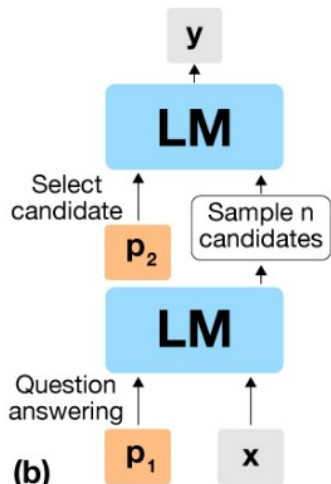 y
LM
Select
candidate
Sample n
candidates
p₂
LM
Question
answering
p₁
x
(b)